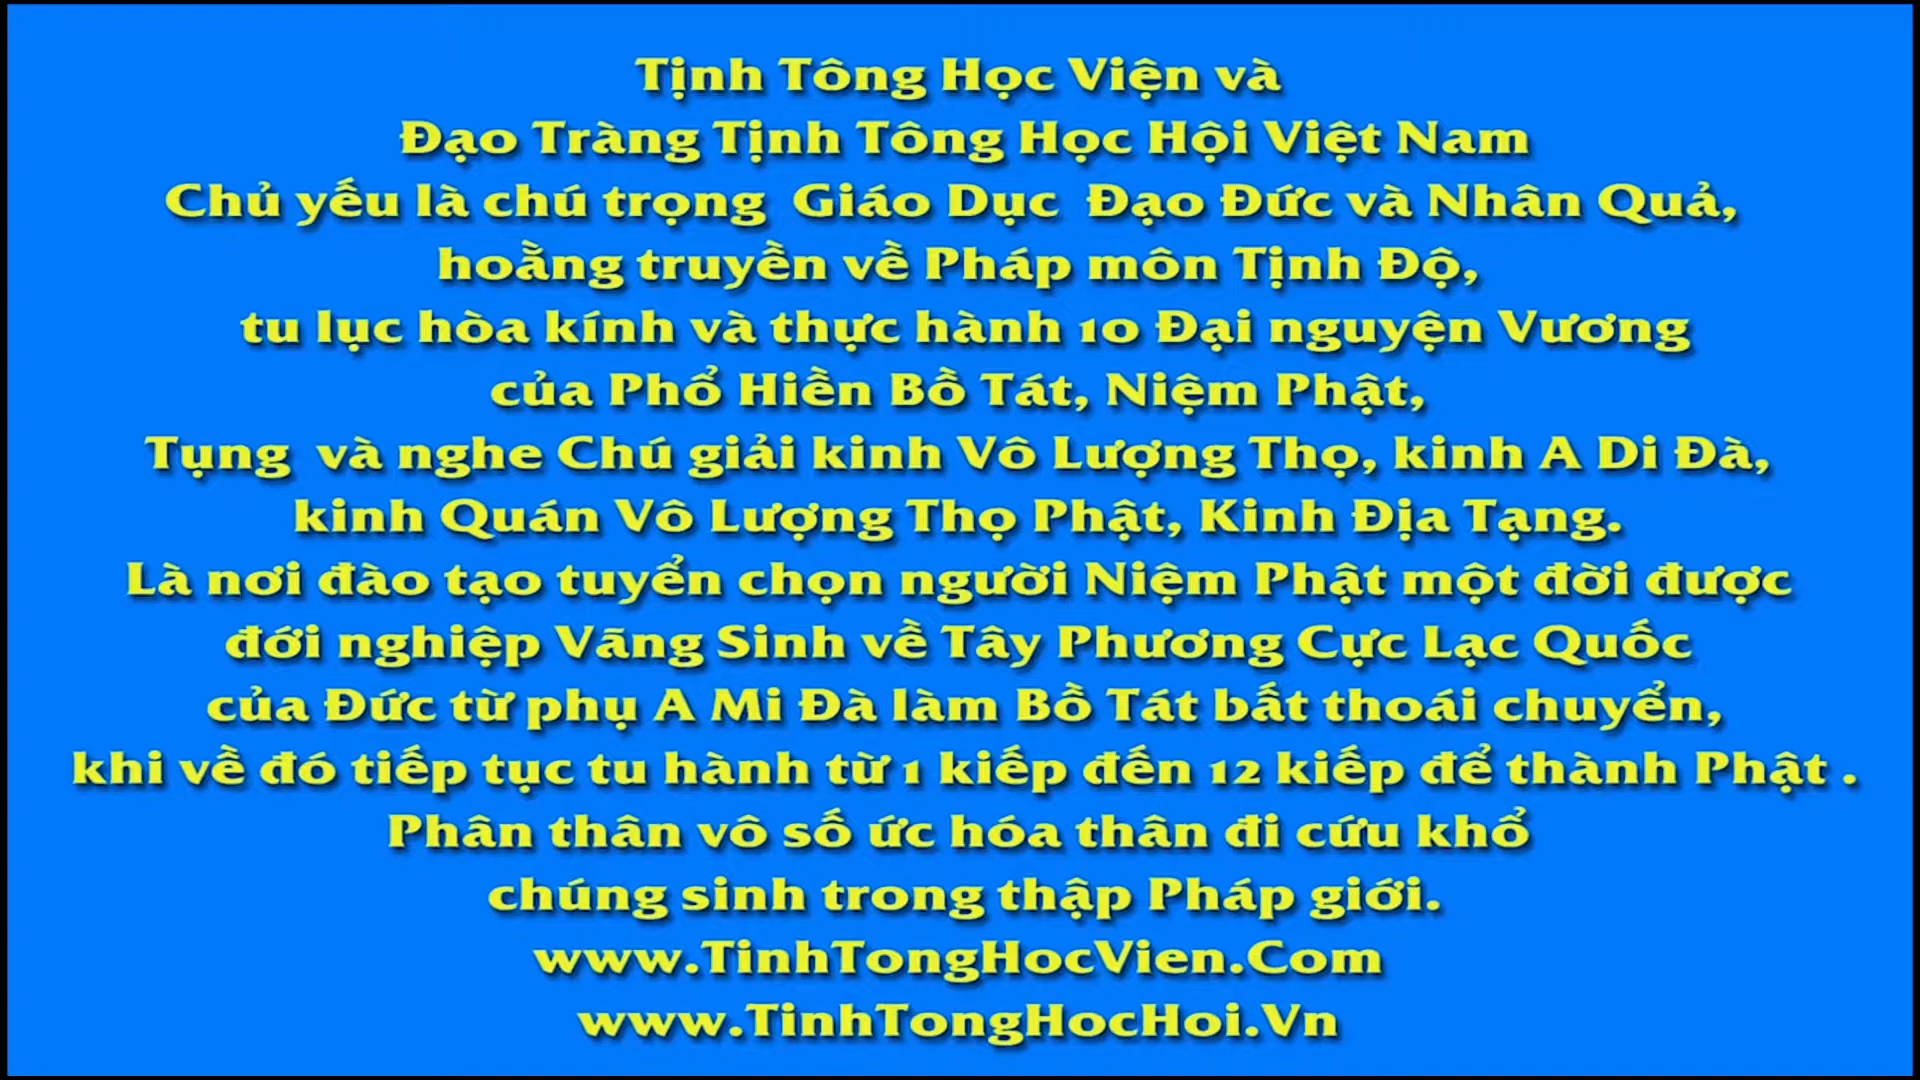 Tịnh Tông Học Viện và
Đạo Tràng Tịnh Tông Học Hội Việt Nam
Chủ yếu là chú trọng Giáo Dục Đạo Đức và Nhân Quả,
hoằng truyền về Pháp môn Tịnh Độ,
tu lục hòa kính và thực hành 10 Đại nguyện Vương
của Phổ Hiền Bồ Tát, Niệm Phật,
Tụng và nghe Chú giải kinh Vô Lượng Thọ, kinh A Di Đà,
kinh Quán Vô Lượng Thọ Phật, Kinh Địa Tạng.
Là nơi đào tạo tuyển chọn người Niệm Phật một đời được
đới nghiệp Vãng Sinh về Tây Phương Cực Lạc Quốc
của Đức từ phụ A Mi Đà làm Bồ Tát bất thoái chuyển,
khi về đó tiếp tục tu hành từ 1 kiếp đến 12 kiếp để thành Phật .
Phân thân vô số ức hóa thân đi cứu khổ
chúng sinh trong thập Pháp giới.
www.TinhTongHocVien.Com
www.TinhTongHocHoi.Vn